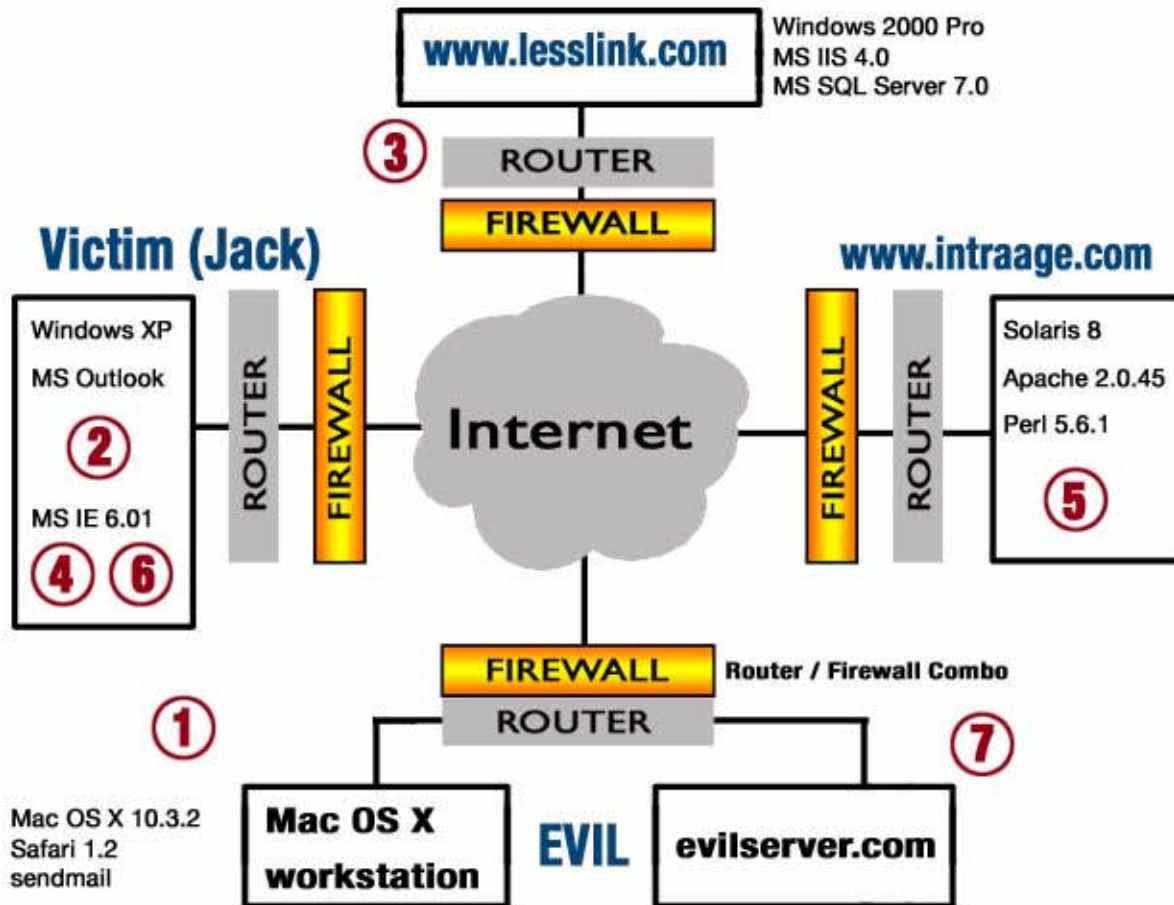 www.lesslink.com
Windows 2000 Pro
MS IIS 4.0
MS SQL Server 7.0
3
ROUTER
FIREWALL
Victim (Jack)
www.intraage.com
Windows XP
MS Outlook
2
MS IE 6.01
4 6
ROUTER
FIREWALL
Internet
FIREWALL
ROUTER
Solaris 8
Apache 2.0.45
Perl 5.6.1
5
FIREWALL
Router / Firewall Combo
ROUTER
1
7
Mac OS X 10.3.2
Safari 1.2
sendmail
Mac OS X
workstation
EVIL
evilserver.com